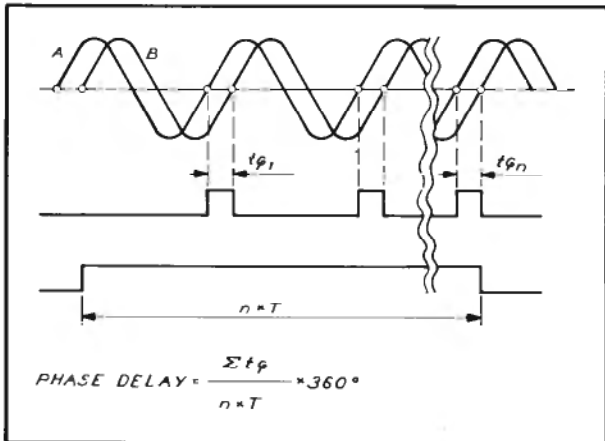 A B
tφ₁ tφn
n*T
PHASE DELAY = Σtφ / n*T *360°